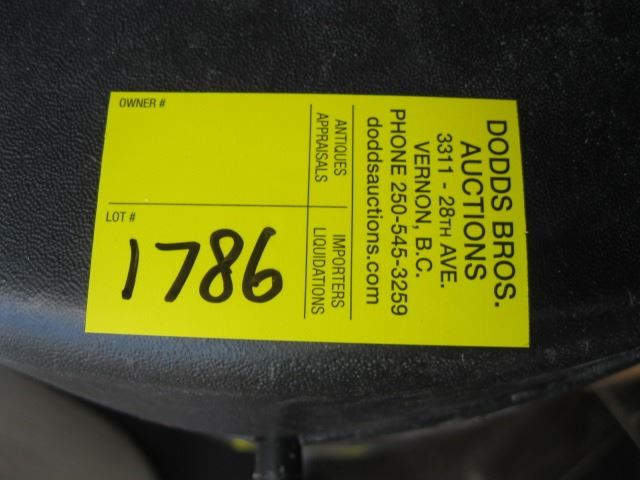 DODDS BROS.
AUCTIONS
3311 - 28TH AVE.
VERNON, B.C.
PHONE 250-545-3259
doddsauctions.com
ANTIQUES IMPORTERS
APPRAISALS LIQUIDATIONS
OWNER #
LOT #
1786